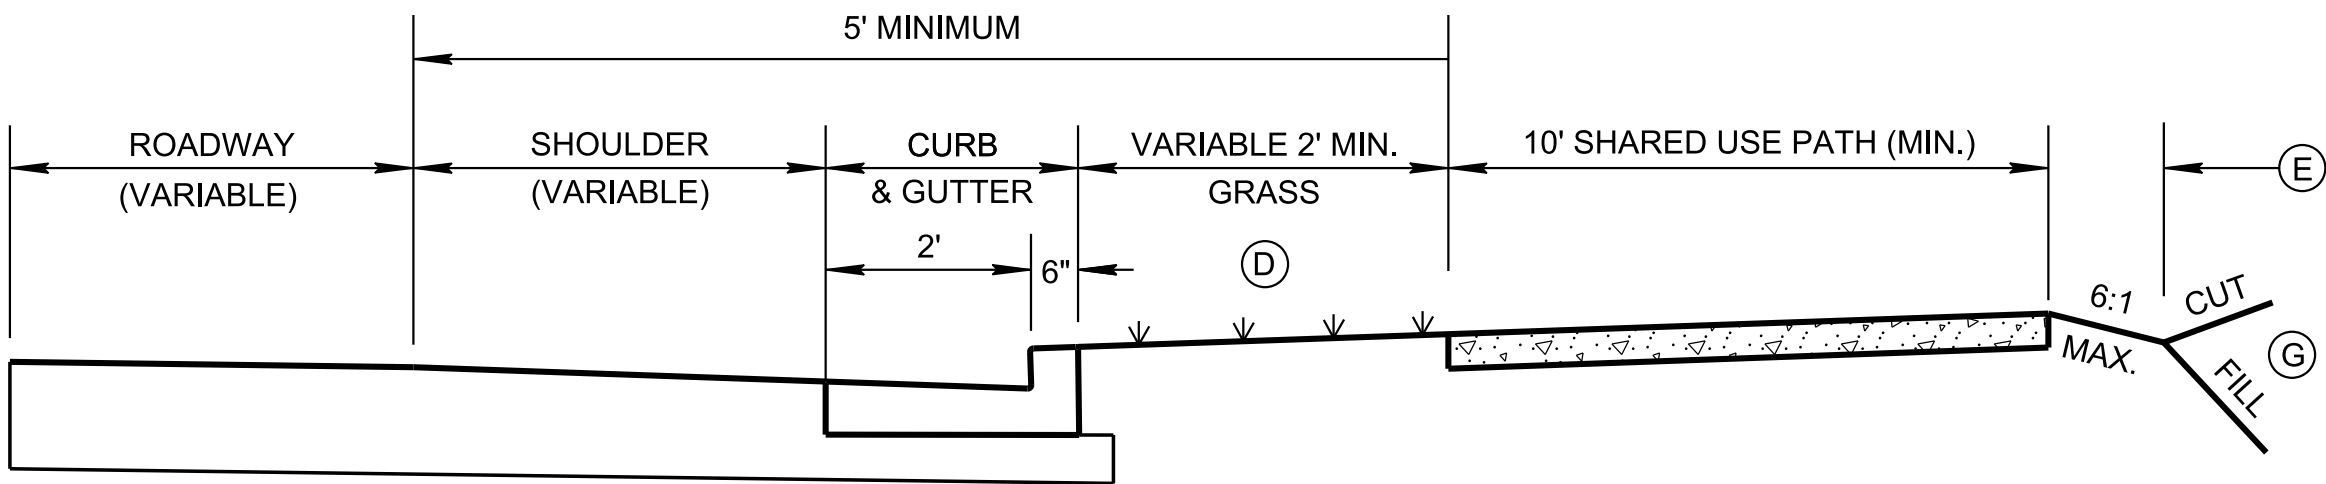 5' MINIMUM
ROADWAY
(VARIABLE)
SHOULDER
(VARIABLE)
CURB
& GUTTER
VARIABLE 2' MIN.
GRASS
10' SHARED USE PATH (MIN.)
E
2'
6"
D
6:1
MAX.
CUT
G
FILL